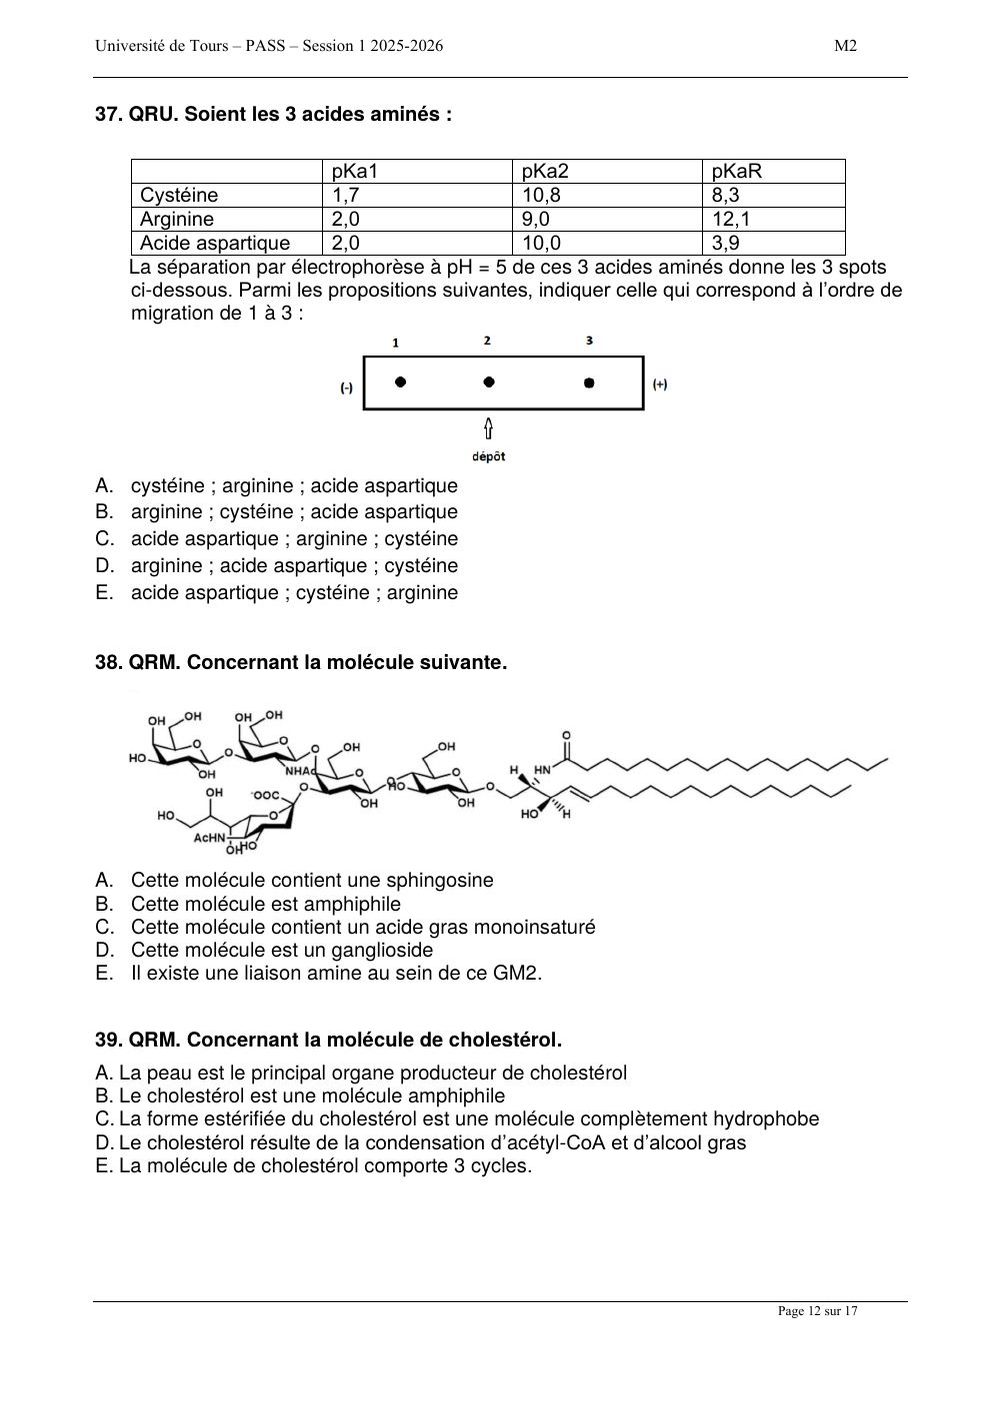 Université de Tours – PASS – Session 1 2025-2026 M2
37. QRU. Soient les 3 acides aminés :
pKa1 pKa2 pKaR
Cystéine 1,7 10,8 8,3
Arginine 2,0 9,0 12,1
Acide aspartique 2,0 10,0 3,9
La séparation par électrophorèse à pH = 5 de ces 3 acides aminés donne les 3 spots
ci-dessous. Parmi les propositions suivantes, indiquer celle qui correspond à l'ordre de
migration de 1 à 3 :
1 2 3
(-) (+)
dépôt
A. cystéine ; arginine ; acide aspartique
B. arginine ; cystéine ; acide aspartique
C. acide aspartique ; arginine ; cystéine
D. arginine ; acide aspartique ; cystéine
E. acide aspartique ; cystéine ; arginine
38. QRM. Concernant la molécule suivante.
OH OH OH OH
O
O O O OH OH
HO O
OH NHAc O O H HN
OH -OOC O HO O
HO O OH OH HO H
AcHN
OH HO
A. Cette molécule contient une sphingosine
B. Cette molécule est amphiphile
C. Cette molécule contient un acide gras monoinsaturé
D. Cette molécule est un ganglioside
E. Il existe une liaison amine au sein de ce GM2.
39. QRM. Concernant la molécule de cholestérol.
A. La peau est le principal organe producteur de cholestérol
B. Le cholestérol est une molécule amphiphile
C. La forme estérifiée du cholestérol est une molécule complètement hydrophobe
D. Le cholestérol résulte de la condensation d'acétyl-CoA et d'alcool gras
E. La molécule de cholestérol comporte 3 cycles.
Page 12 sur 17